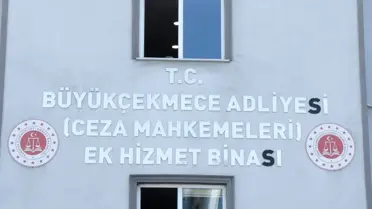 T.C.
BÜYÜKÇEKMECE ADLİYESİ
(CEZA MAHKEMELERİ)
EK HİZMET BİNASI